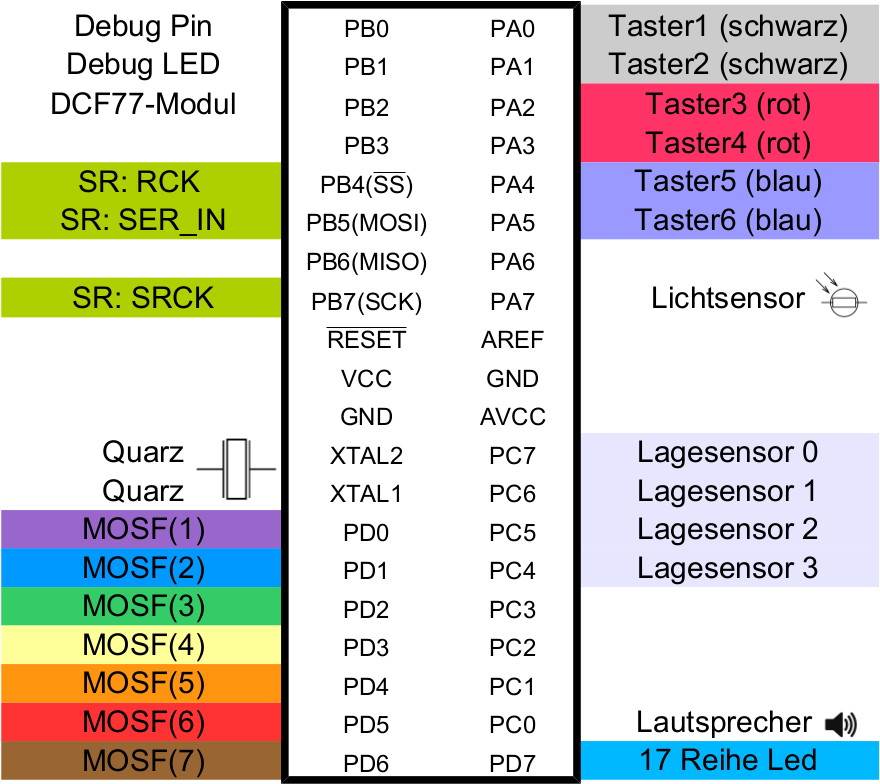 Debug Pin PB0 PA0 Taster1 (schwarz)
Debug LED PB1 PA1 Taster2 (schwarz)
DCF77-Modul PB2 PA2 Taster3 (rot)
PB3 PA3 Taster4 (rot)
SR: RCK PB4(SS) PA4 Taster5 (blau)
SR: SER_IN PB5(MOSI) PA5 Taster6 (blau)
PB6(MISO) PA6
SR: SRCK PB7(SCK) PA7 Lichtsensor
RESET AREF
VCC GND
GND AVCC
Quarz XTAL2 PC7 Lagesensor 0
Quarz XTAL1 PC6 Lagesensor 1
MOSF(1) PD0 PC5 Lagesensor 2
MOSF(2) PD1 PC4 Lagesensor 3
MOSF(3) PD2 PC3
MOSF(4) PD3 PC2
MOSF(5) PD4 PC1
MOSF(6) PD5 PC0 Lautsprecher
MOSF(7) PD6 PD7 17 Reihe Led